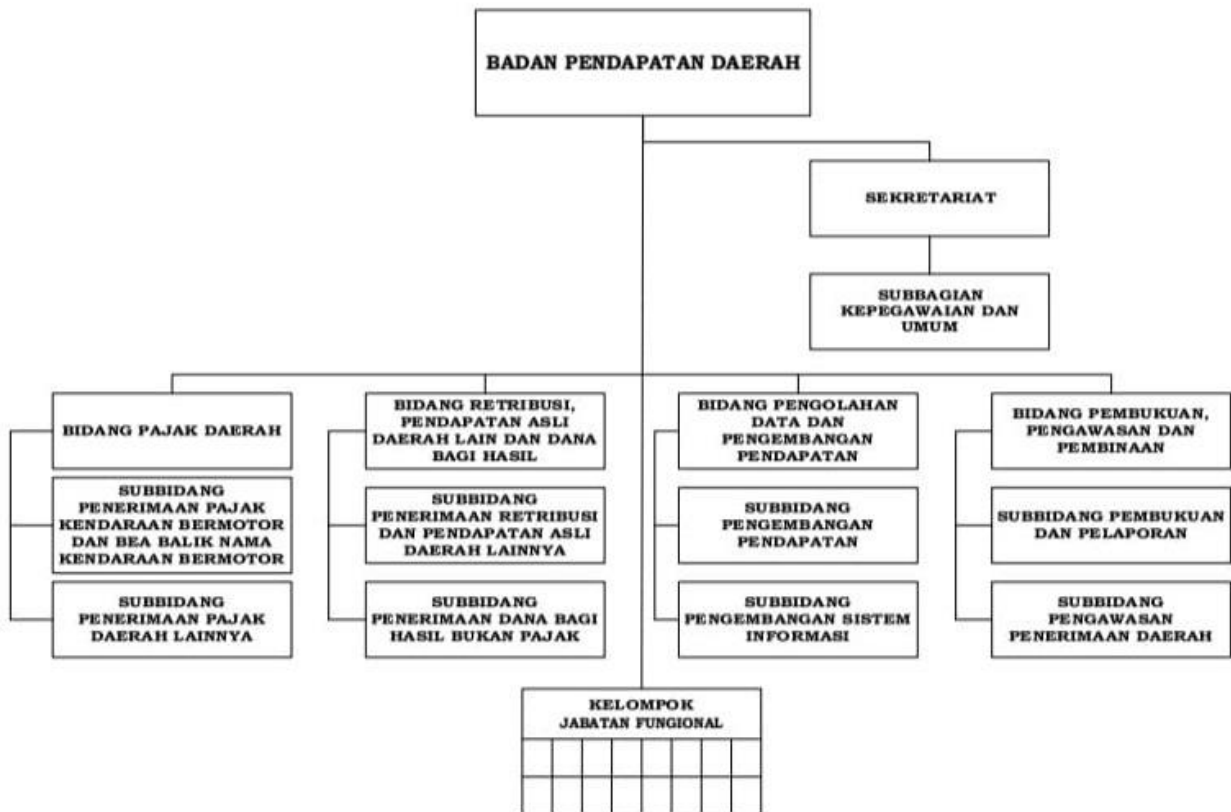 BADAN PENDAPATAN DAERAH
SEKRETARIAT
SUBBAGIAN
KEPEGAWAIAN DAN
UMUM
BIDANG PAJAK DAERAH
SUBBIDANG
PENERIMAAN PAJAK
KENDARAAN BERMOTOR
DAN BEA BALIK NAMA
KENDARAAN BERMOTOR
SUBBIDANG
PENERIMAAN PAJAK
DAERAH LAINNYA
BIDANG RETRIBUSI,
PENDAPATAN ASLI
DAERAH LAIN DAN DANA
BAGI HASIL
SUBBIDANG
PENERIMAAN RETRIBUSI
DAN PENDAPATAN ASLI
DAERAH LAINNYA
SUBBIDANG
PENERIMAAN DANA BAGI
HASIL BUKAN PAJAK
BIDANG PENGOLAHAN
DATA DAN
PENGEMBANGAN
PENDAPATAN
SUBBIDANG
PENGEMBANGAN
PENDAPATAN
SUBBIDANG
PENGEMBANGAN SISTEM
INFORMASI
BIDANG PEMBUKUAN,
PENGAWASAN DAN
PEMBINAAN
SUBBIDANG PEMBUKUAN
DAN PELAPORAN
SUBBIDANG
PENGAWASAN
PENERIMAAN DAERAH
KELOMPOK
JABATAN FUNGIONAL